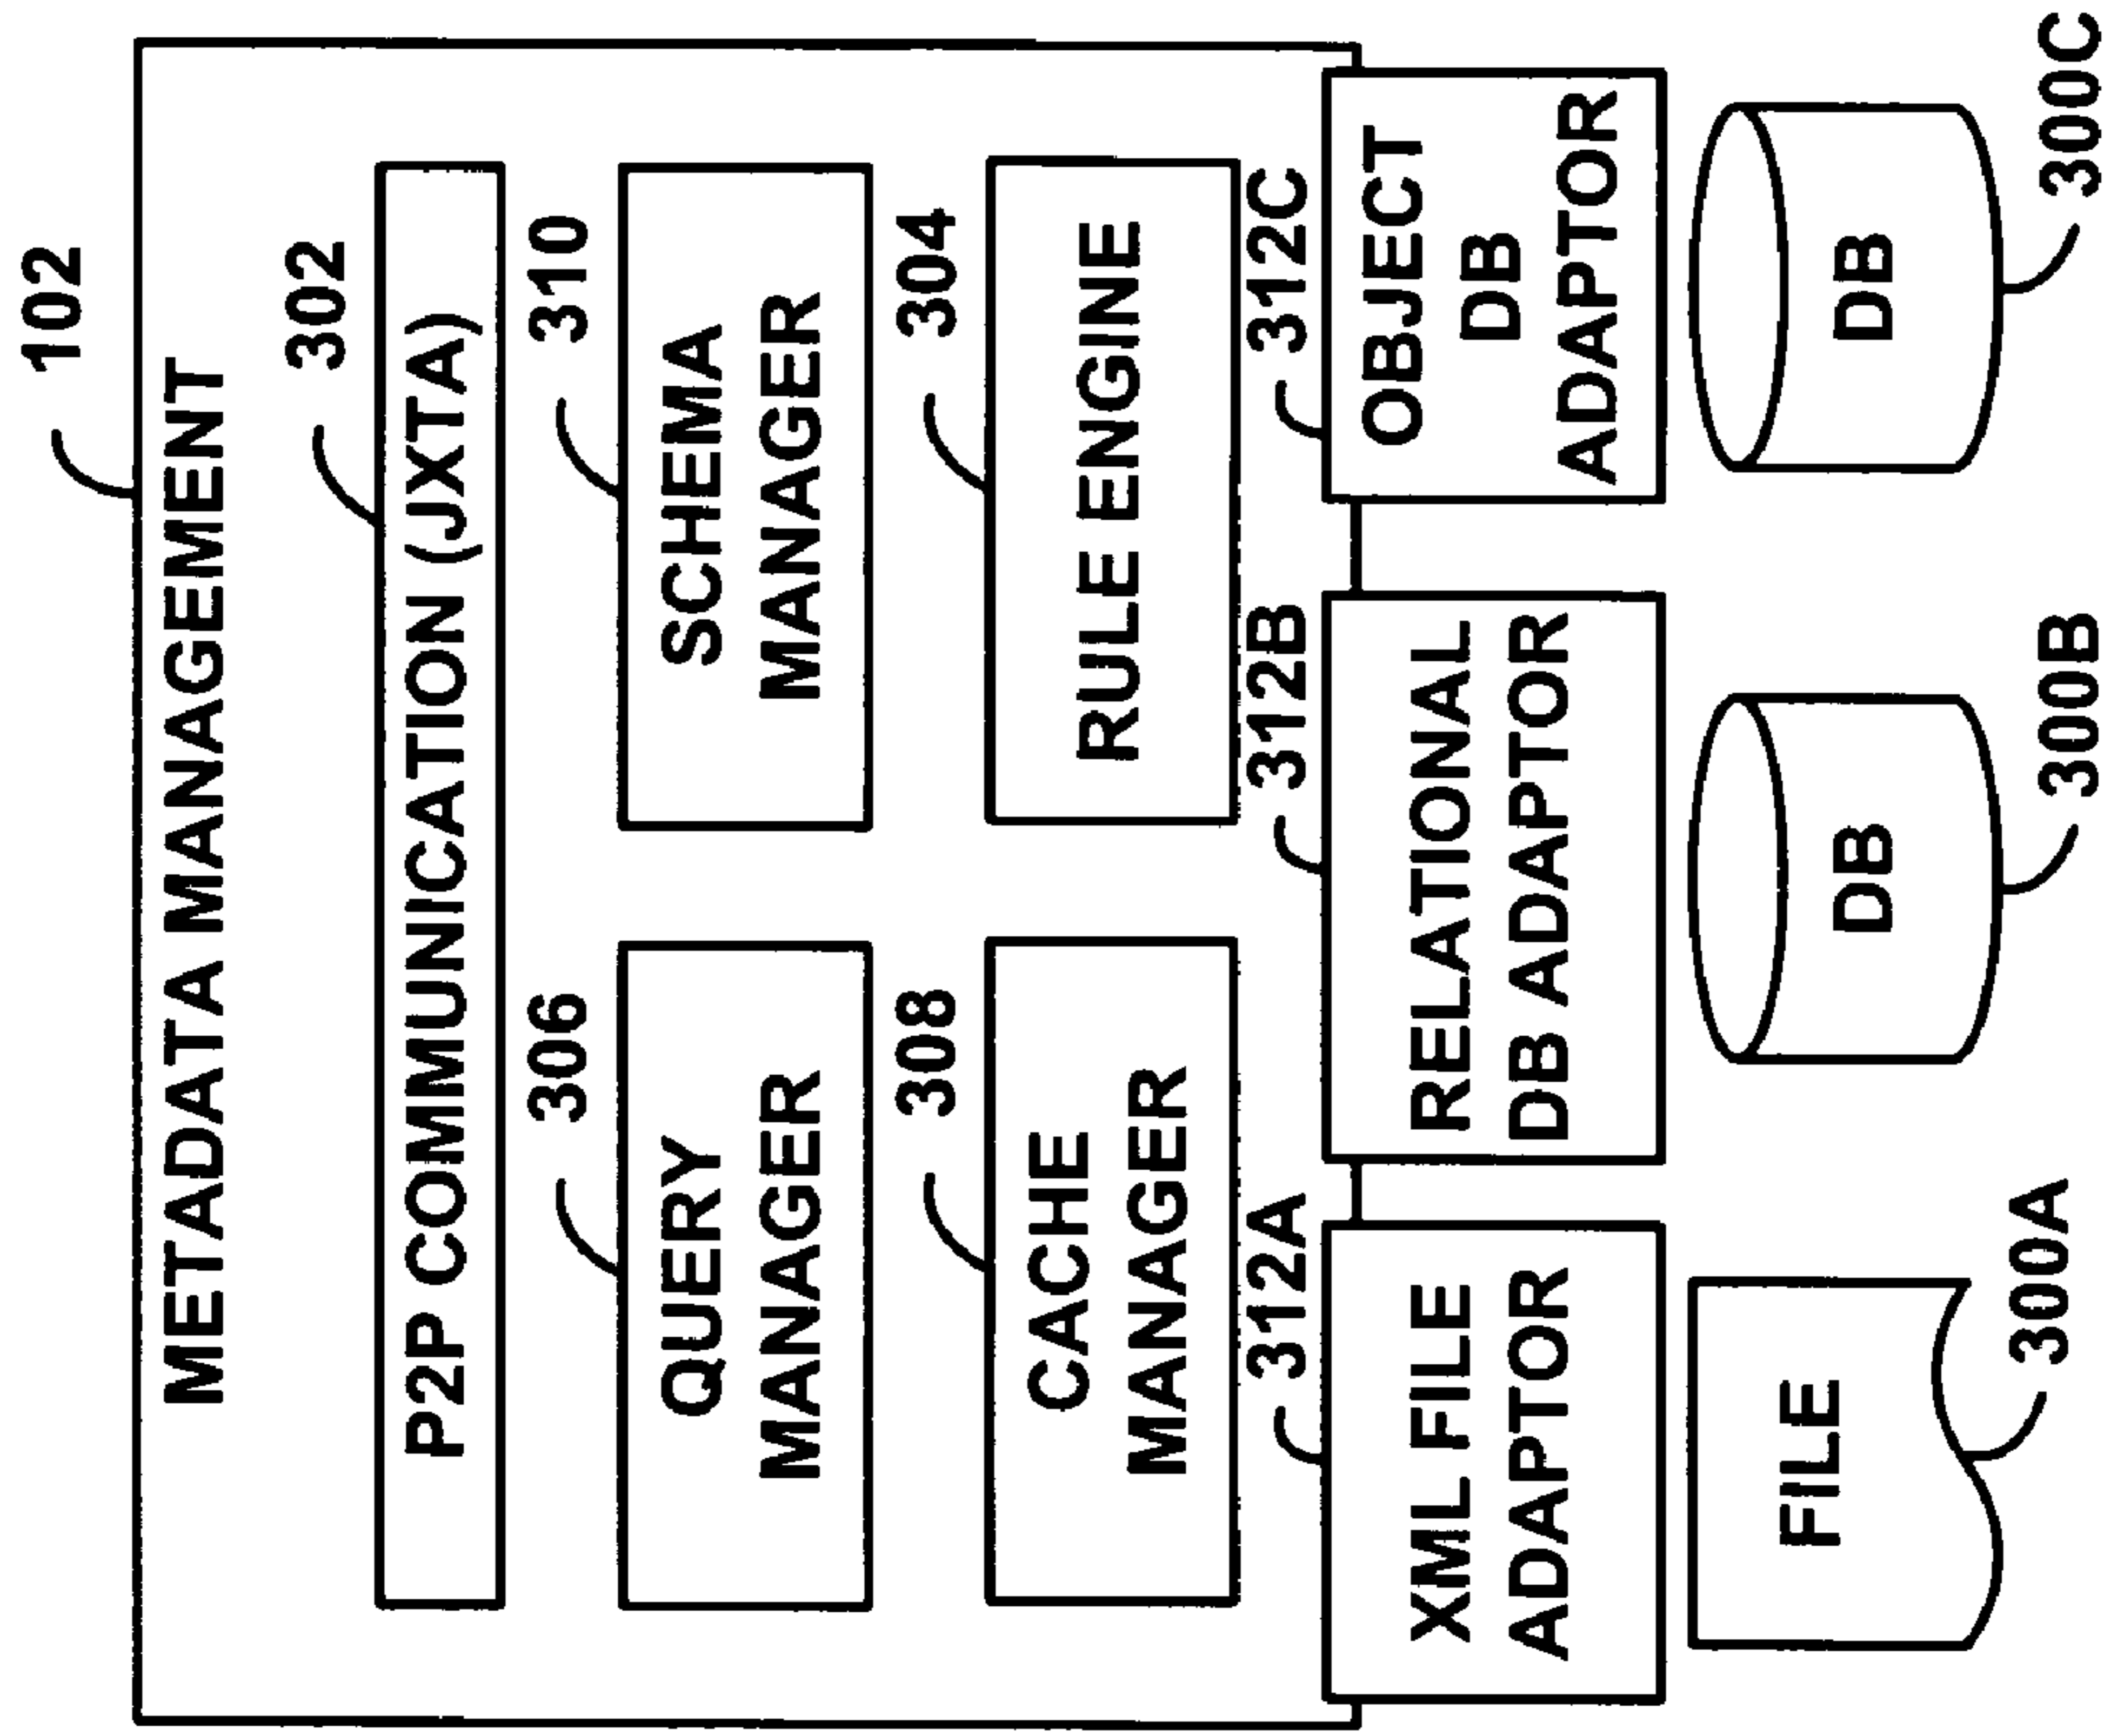 102
METADATA MANAGEMENT
302
P2P COMMUNICATION (JXTA)
306
QUERY
MANAGER
310
SCHEMA
MANAGER
308
CACHE
MANAGER
304
RULE ENGINE
312A
XML FILE
ADAPTOR
312B
RELATIONAL
DB ADAPTOR
312C
OBJECT
DB
ADAPTOR
FILE
300A
DB
300B
DB
300C